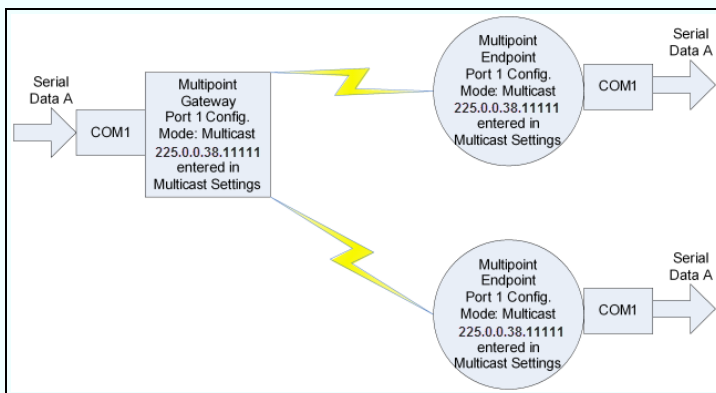 Serial
Data A
COM1
Multipoint
Gateway
Port 1 Config.
Mode: Multicast
225.0.0.38.11111
entered in
Multicast Settings
Multipoint
Endpoint
Port 1 Config.
Mode: Multicast
225.0.0.38.11111
entered in
Multicast Settings
COM1
Serial
Data A
Multipoint
Endpoint
Port 1 Config.
Mode: Multicast
225.0.0.38.11111
entered in
Multicast Settings
COM1
Serial
Data A